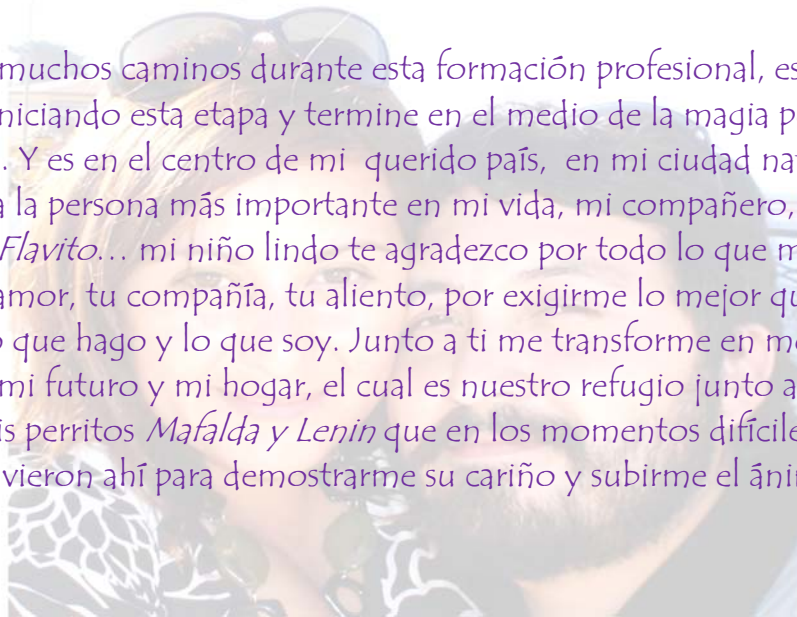 muchos caminos durante esta formación profesional, es
niciando esta etapa y termine en el medio de la magia p
. Y es en el centro de mi querido país, en mi ciudad na
a la persona más importante en mi vida, mi compañero,
Flavito... mi niño lindo te agradezco por todo lo que m
amor, tu compañía, tu aliento, por exigirme lo mejor qu
o que hago y lo que soy. Junto a ti me transforme en m
mi futuro y mi hogar, el cual es nuestro refugio junto a
is perritos Mafalda y Lenin que en los momentos difícile
vieron ahí para demostrarme su cariño y subirme el áni